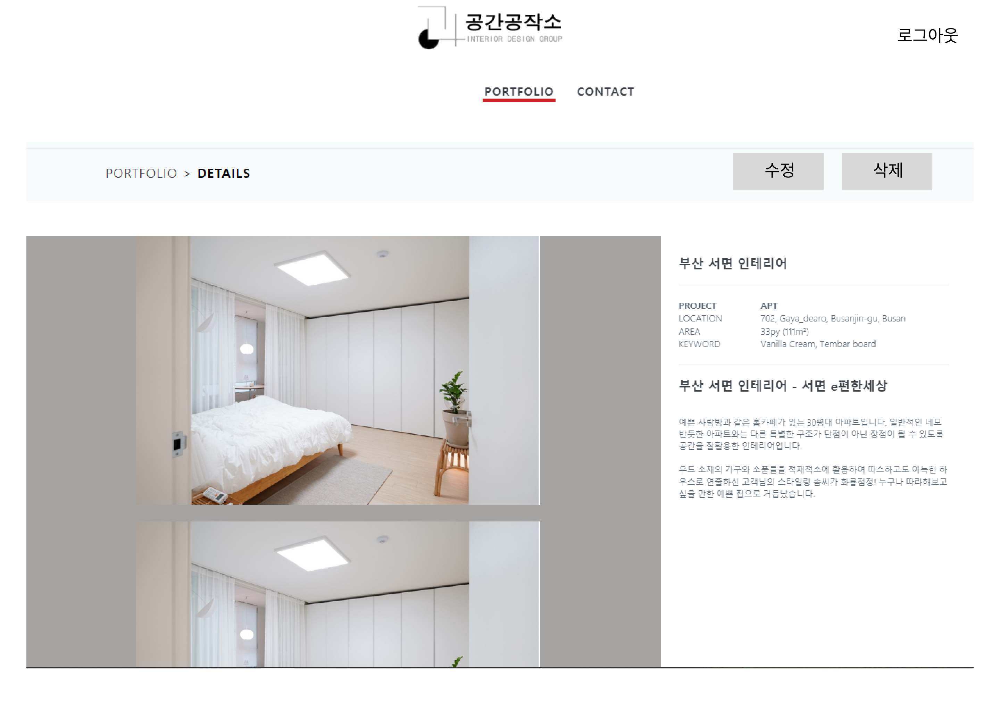 공간공작소
INTERIOR DESIGN GROUP
로그아웃
PORTFOLIO CONTACT
PORTFOLIO > DETAILS
수정 삭제
부산 서면 인테리어
PROJECT APT
LOCATION 702, Gaya_dearo, Busanjin-gu, Busan
AREA 33py (111m²)
KEYWORD Vanilla Cream, Tembar board
부산 서면 인테리어 - 서면 e편한세상
예쁜 사랑방과 같은 홈카페가 있는 30평대 아파트입니다. 일반적인 네모
반듯한 아파트와는 다른 특별한 구조가 단점이 아닌 장점이 될 수 있도록
공간을 잘활용한 인테리어입니다.
우드 소재의 가구와 소품들을 적재적소에 활용하여 따스하고도 아늑한 하
우스로 연출하신 고객님의 스타일링 솜씨가 화룡점정! 누구나 따라해보고
싶을 만한 예쁜 집으로 거듭났습니다.